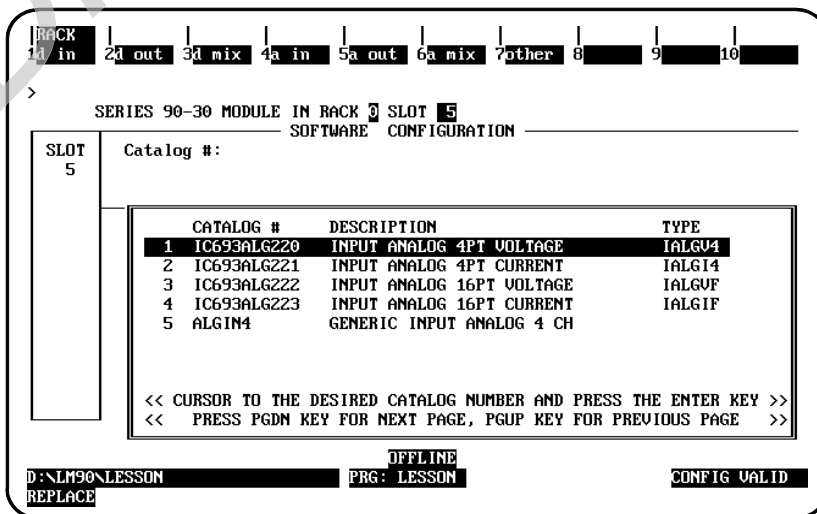 RACK
1d in 2d out 3d mix 4a in 5a out 6a mix 7other 8 9 10
>
SERIES 90-30 MODULE IN RACK 0 SLOT 5
SOFTWARE CONFIGURATION
SLOT Catalog #:
5
CATALOG # DESCRIPTION TYPE
1 IC693ALG220 INPUT ANALOG 4PT VOLTAGE IALGV4
2 IC693ALG221 INPUT ANALOG 4PT CURRENT IALGI4
3 IC693ALG222 INPUT ANALOG 16PT VOLTAGE IALGVF
4 IC693ALG223 INPUT ANALOG 16PT CURRENT IALGIF
5 ALGIN4 GENERIC INPUT ANALOG 4 CH
<< CURSOR TO THE DESIRED CATALOG NUMBER AND PRESS THE ENTER KEY >>
<< PRESS PGDN KEY FOR NEXT PAGE, PGUP KEY FOR PREVIOUS PAGE >>
OFFLINE
D:\LM90\LESSON PRG: LESSON CONFIG VALID
REPLACE